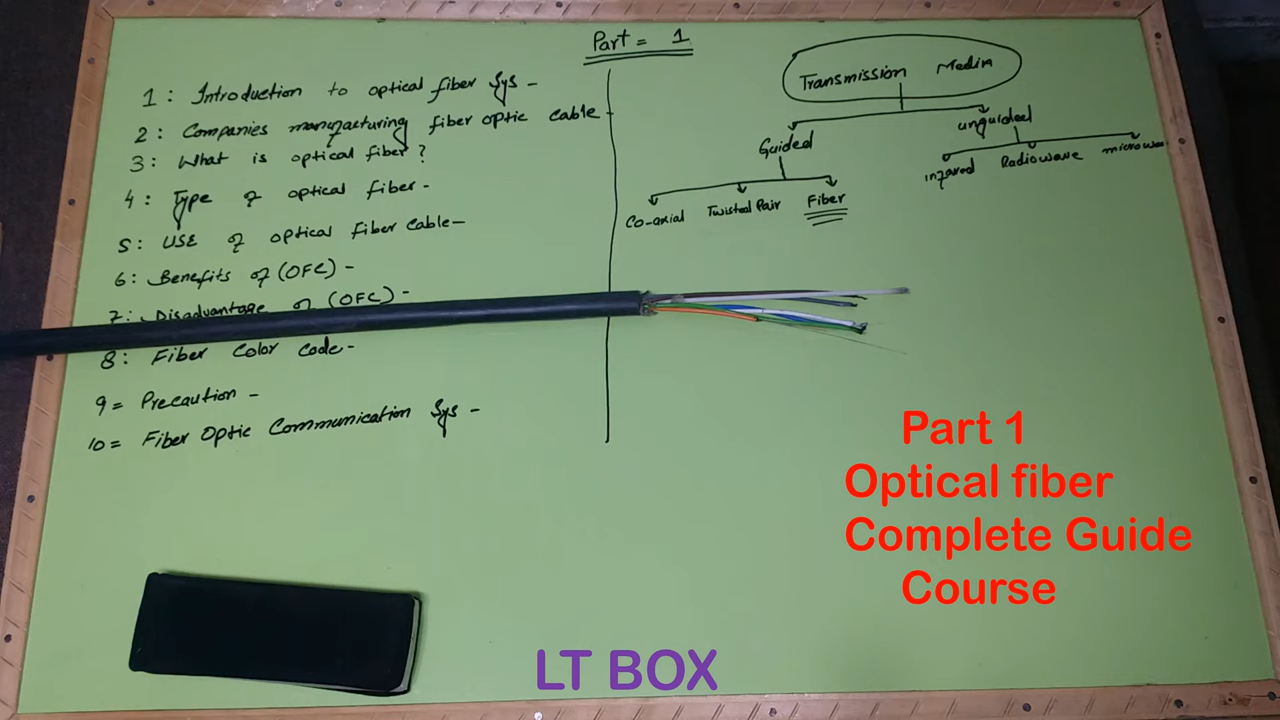 Part = 1
1: Introduction to optical fiber Sys -
2: Companies manufacturing fiber optic cable -
3: What is optical fiber?
4: Type of optical fiber -
5: USE of optical fiber Cable -
6: Benefits of (OFC) -
7: Disadvantage of (OFC) -
8: Fiber Color Code -
9= Precaution -
10= Fiber Optic Communication Sys -
Transmission Media
Guided
unguided
Co-axial Twisted Pair Fiber
infared Radiowave
Part 1
Optical fiber
Complete Guide
Course
LT BOX